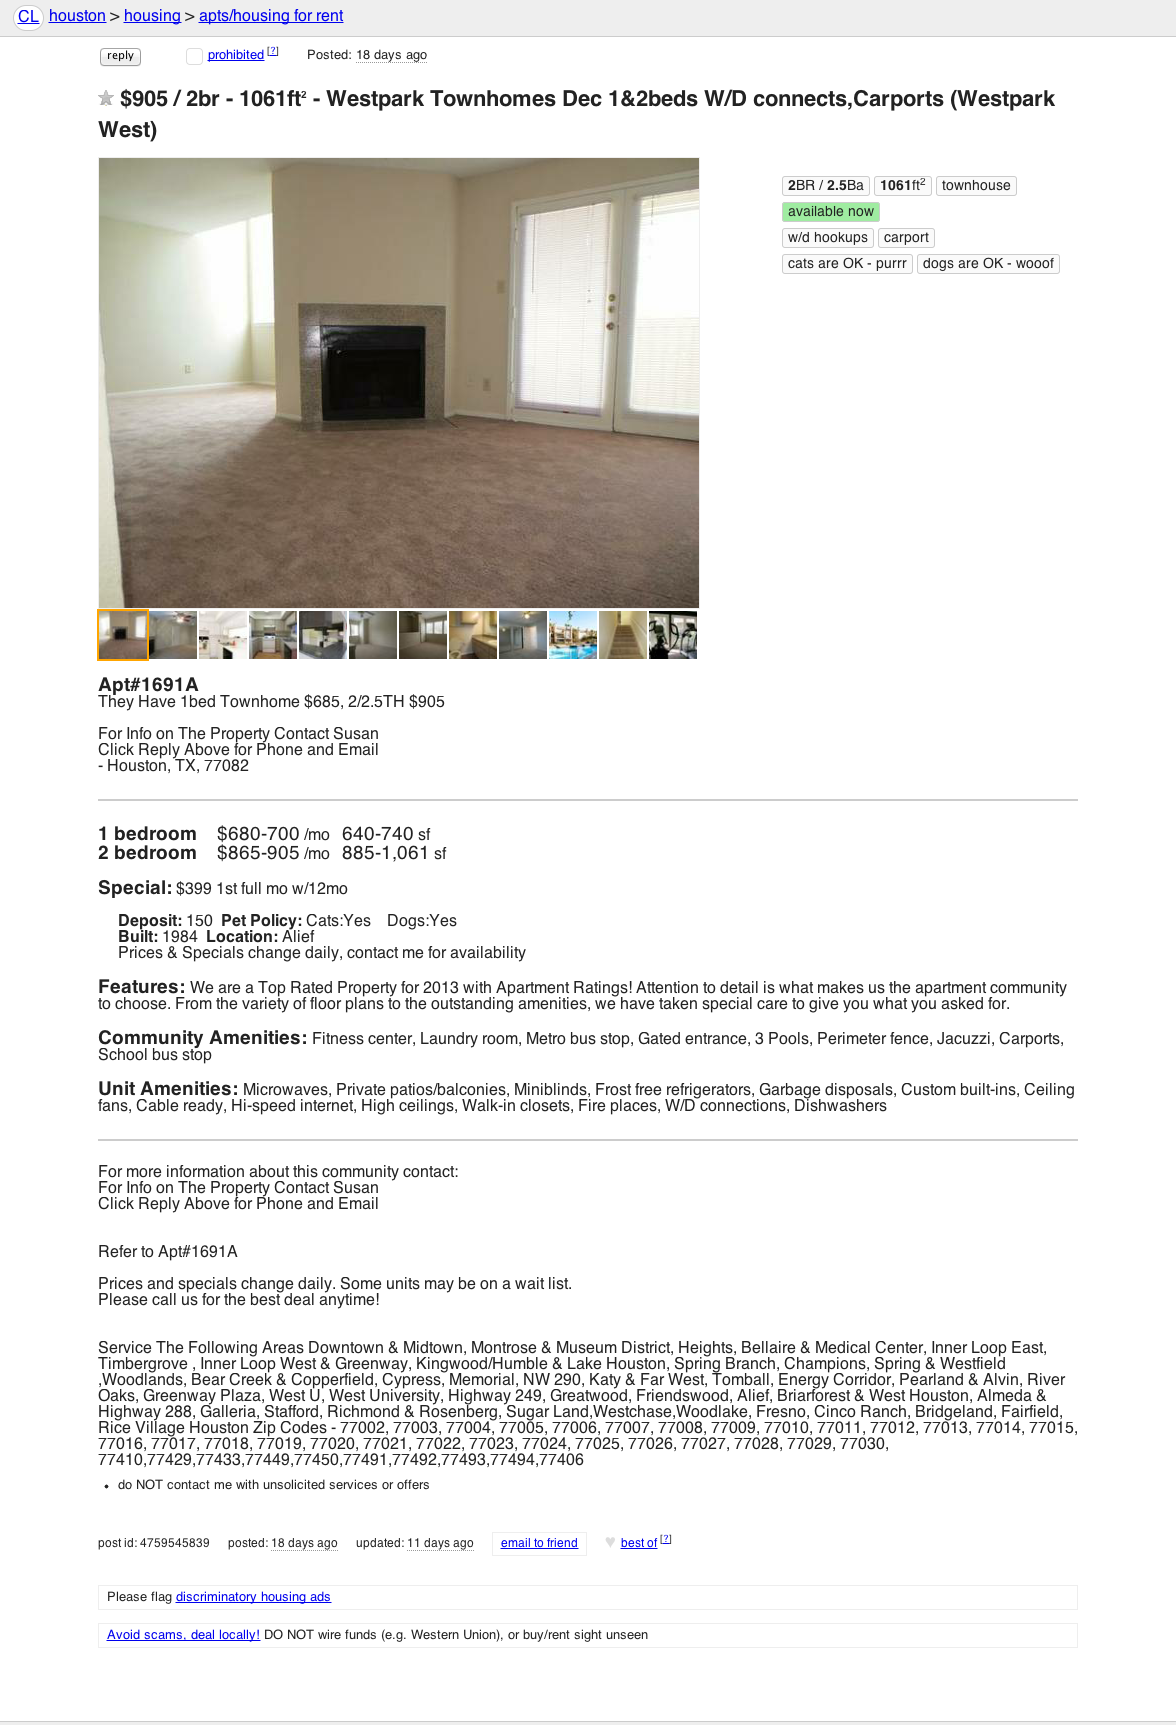 CL houston > housing > apts/housing for rent
reply prohibited [?] Posted: 18 days ago
$905 / 2br - 1061ft² - Westpark Townhomes Dec 1&2beds W/D connects,Carports (Westpark
West)
2BR / 2.5Ba 1061ft² townhouse
available now
w/d hookups carport
cats are OK - purrr dogs are OK - wooof
Apt#1691A
They Have 1bed Townhome $685, 2/2.5TH $905
For Info on The Property Contact Susan
Click Reply Above for Phone and Email
- Houston, TX, 77082
1 bedroom $680-700 /mo 640-740 sf
2 bedroom $865-905 /mo 885-1,061 sf
Special: $399 1st full mo w/12mo
Deposit: 150 Pet Policy: Cats:Yes Dogs:Yes
Built: 1984 Location: Alief
Prices & Specials change daily, contact me for availability
Features: We are a Top Rated Property for 2013 with Apartment Ratings! Attention to detail is what makes us the apartment community
to choose. From the variety of floor plans to the outstanding amenities, we have taken special care to give you what you asked for.
Community Amenities: Fitness center, Laundry room, Metro bus stop, Gated entrance, 3 Pools, Perimeter fence, Jacuzzi, Carports,
School bus stop
Unit Amenities: Microwaves, Private patios/balconies, Miniblinds, Frost free refrigerators, Garbage disposals, Custom built-ins, Ceiling
fans, Cable ready, Hi-speed internet, High ceilings, Walk-in closets, Fire places, W/D connections, Dishwashers
For more information about this community contact:
For Info on The Property Contact Susan
Click Reply Above for Phone and Email
Refer to Apt#1691A
Prices and specials change daily. Some units may be on a wait list.
Please call us for the best deal anytime!
Service The Following Areas Downtown & Midtown, Montrose & Museum District, Heights, Bellaire & Medical Center, Inner Loop East,
Timbergrove , Inner Loop West & Greenway, Kingwood/Humble & Lake Houston, Spring Branch, Champions, Spring & Westfield
,Woodlands, Bear Creek & Copperfield, Cypress, Memorial, NW 290, Katy & Far West, Tomball, Energy Corridor, Pearland & Alvin, River
Oaks, Greenway Plaza, West U, West University, Highway 249, Greatwood, Friendswood, Alief, Briarforest & West Houston, Almeda &
Highway 288, Galleria, Stafford, Richmond & Rosenberg, Sugar Land,Westchase,Woodlake, Fresno, Cinco Ranch, Bridgeland, Fairfield,
Rice Village Houston Zip Codes - 77002, 77003, 77004, 77005, 77006, 77007, 77008, 77009, 77010, 77011, 77012, 77013, 77014, 77015,
77016, 77017, 77018, 77019, 77020, 77021, 77022, 77023, 77024, 77025, 77026, 77027, 77028, 77029, 77030,
77410,77429,77433,77449,77450,77491,77492,77493,77494,77406
• do NOT contact me with unsolicited services or offers
post id: 4759545839 posted: 18 days ago updated: 11 days ago email to friend ♥ best of [?]
Please flag discriminatory housing ads
Avoid scams, deal locally! DO NOT wire funds (e.g. Western Union), or buy/rent sight unseen